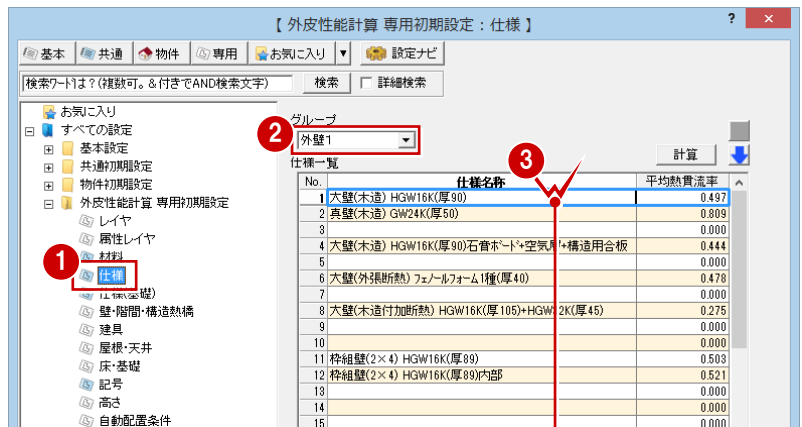 【 外皮性能計算 専用初期設定：仕様 】
? ×
基本 共通 物件 専用 お気に入り ▼ 設定ナビ
検索ワードは？(複数可。＆付きでAND検索文字) 検索 詳細検索
お気に入り
すべての設定
基本設定
共通初期設定
物件初期設定
外皮性能計算 専用初期設定
レイヤ
属性レイヤ
材料
1
仕様
仕様(基礎)
壁・階間・構造熱橋
建具
屋根・天井
床・基礎
記号
高さ
自動配置条件
グループ
2
外壁1
3
仕様一覧
計算
No. 仕様名称 平均熱貫流率
1 大壁(木造) HGW16K(厚90) 0.497
2 真壁(木造) GW24K(厚50) 0.809
3 0.000
4 大壁(木造) HGW16K(厚90)石膏ボード+空気層+構造用合板 0.444
5 0.000
6 大壁(外張断熱) フェノールフォーム1種(厚40) 0.478
7 0.000
8 大壁(木造付加断熱) HGW16K(厚105)+HGW32K(厚45) 0.275
9 0.000
10 0.000
11 枠組壁(2×4) HGW16K(厚89) 0.503
12 枠組壁(2×4) HGW16K(厚89)内部 0.521
13 0.000
14 0.000
15 0.000